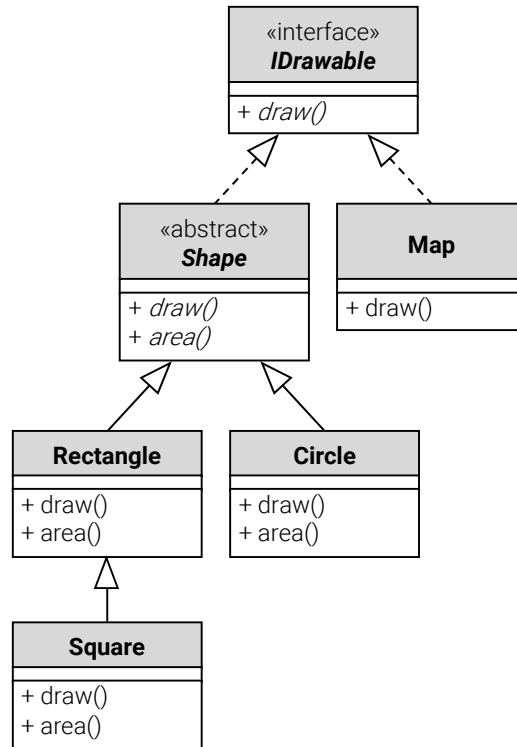 «interface»
IDrawable
+ draw()
«abstract»
Shape
+ draw()
+ area()
Map
+ draw()
Rectangle
+ draw()
+ area()
Circle
+ draw()
+ area()
Square
+ draw()
+ area()